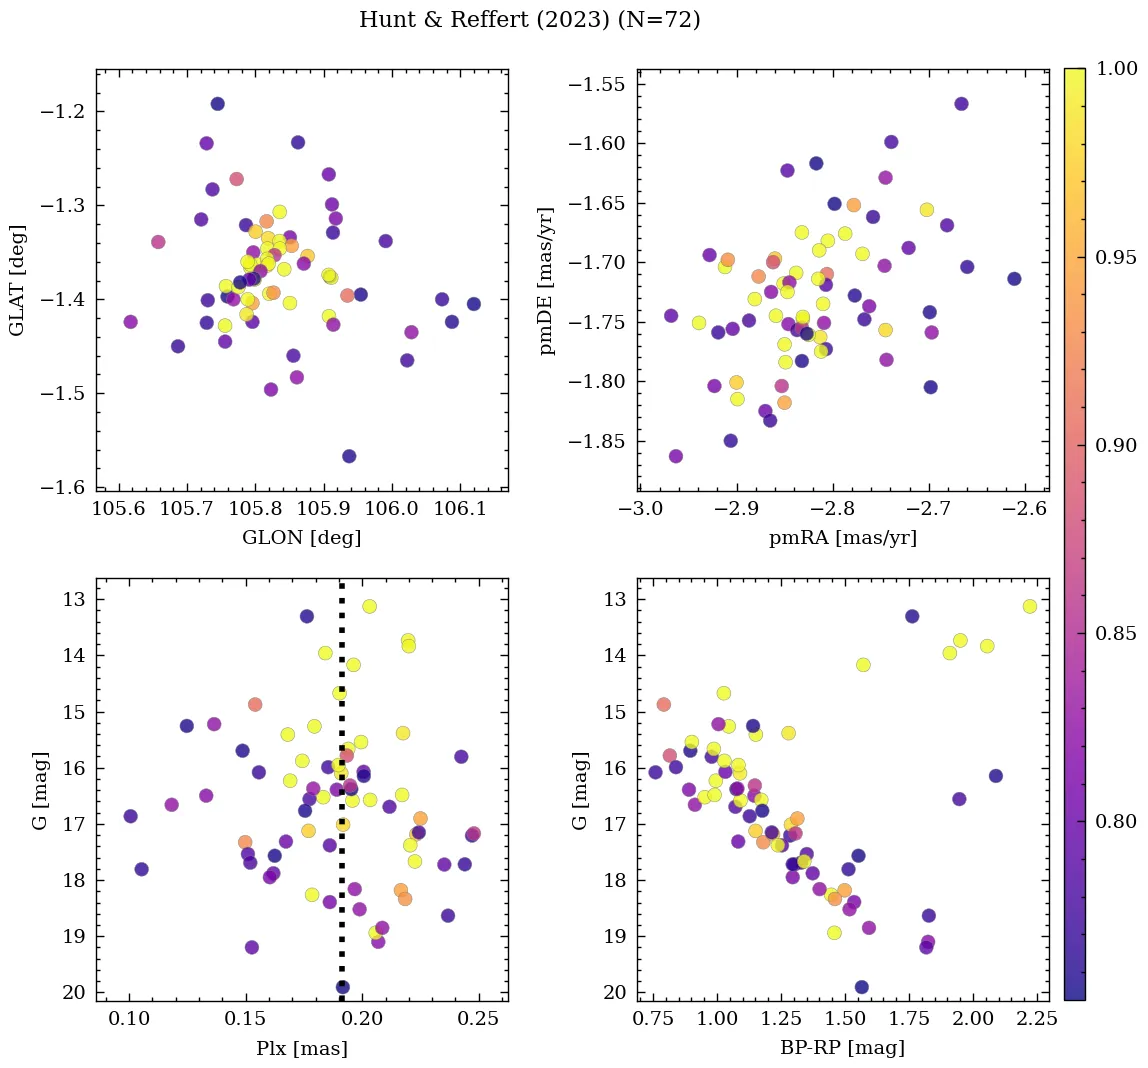 Hunt & Reffert (2023) (N=72)
−1.2
−1.3
−1.4
−1.5
−1.6
GLAT [deg]
105.6 105.7 105.8 105.9 106.0 106.1
GLON [deg]
−1.55
−1.60
−1.65
−1.70
−1.75
−1.80
−1.85
pmDE [mas/yr]
−3.0 −2.9 −2.8 −2.7 −2.6
pmRA [mas/yr]
13
14
15
16
17
18
19
20
G [mag]
0.10 0.15 0.20 0.25
Plx [mas]
13
14
15
16
17
18
19
20
G [mag]
0.75 1.00 1.25 1.50 1.75 2.00 2.25
BP-RP [mag]
1.00
0.95
0.90
0.85
0.80